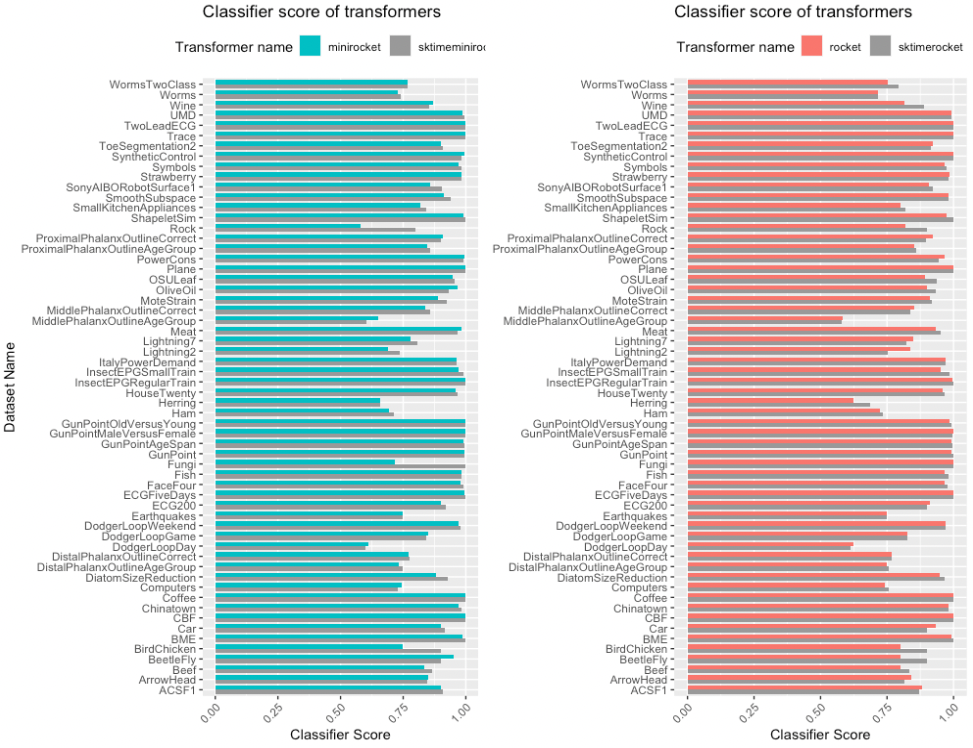 Classifier score of transformers
Transformer name minirocket sktimeminiroc
Dataset Name
WormsTwoClass
Worms
Wine
UMD
TwoLeadECG
Trace
ToeSegmentation2
SyntheticControl
Symbols
Strawberry
SonyAIBORobotSurface1
SmoothSubspace
SmallKitchenAppliances
ShapeletSim
Rock
ProximalPhalanxOutlineCorrect
ProximalPhalanxOutlineAgeGroup
PowerCons
Plane
OSULeaf
OliveOil
MoteStrain
MiddlePhalanxOutlineCorrect
MiddlePhalanxOutlineAgeGroup
Meat
Lightning7
Lightning2
ItalyPowerDemand
InsectEPGSmallTrain
InsectEPGRegularTrain
HouseTwenty
Herring
Ham
GunPointOldVersusYoung
GunPointMaleVersusFemale
GunPointAgeSpan
GunPoint
Fungi
Fish
FaceFour
ECGFiveDays
ECG200
Earthquakes
DodgerLoopWeekend
DodgerLoopGame
DodgerLoopDay
DistalPhalanxOutlineCorrect
DistalPhalanxOutlineAgeGroup
DiatomSizeReduction
Computers
Coffee
Chinatown
CBF
Car
BME
BirdChicken
BeetleFly
Beef
ArrowHead
ACSF1
0.00 0.25 0.50 0.75 1.00
Classifier Score
Classifier score of transformers
Transformer name rocket sktimerocket
WormsTwoClass
Worms
Wine
UMD
TwoLeadECG
Trace
ToeSegmentation2
SyntheticControl
Symbols
Strawberry
SonyAIBORobotSurface1
SmoothSubspace
SmallKitchenAppliances
ShapeletSim
Rock
ProximalPhalanxOutlineCorrect
ProximalPhalanxOutlineAgeGroup
PowerCons
Plane
OSULeaf
OliveOil
MoteStrain
MiddlePhalanxOutlineCorrect
MiddlePhalanxOutlineAgeGroup
Meat
Lightning7
Lightning2
ItalyPowerDemand
InsectEPGSmallTrain
InsectEPGRegularTrain
HouseTwenty
Herring
Ham
GunPointOldVersusYoung
GunPointMaleVersusFemale
GunPointAgeSpan
GunPoint
Fungi
Fish
FaceFour
ECGFiveDays
ECG200
Earthquakes
DodgerLoopWeekend
DodgerLoopGame
DodgerLoopDay
DistalPhalanxOutlineCorrect
DistalPhalanxOutlineAgeGroup
DiatomSizeReduction
Computers
Coffee
Chinatown
CBF
Car
BME
BirdChicken
BeetleFly
Beef
ArrowHead
ACSF1
0.00 0.25 0.50 0.75 1.00
Classifier Score